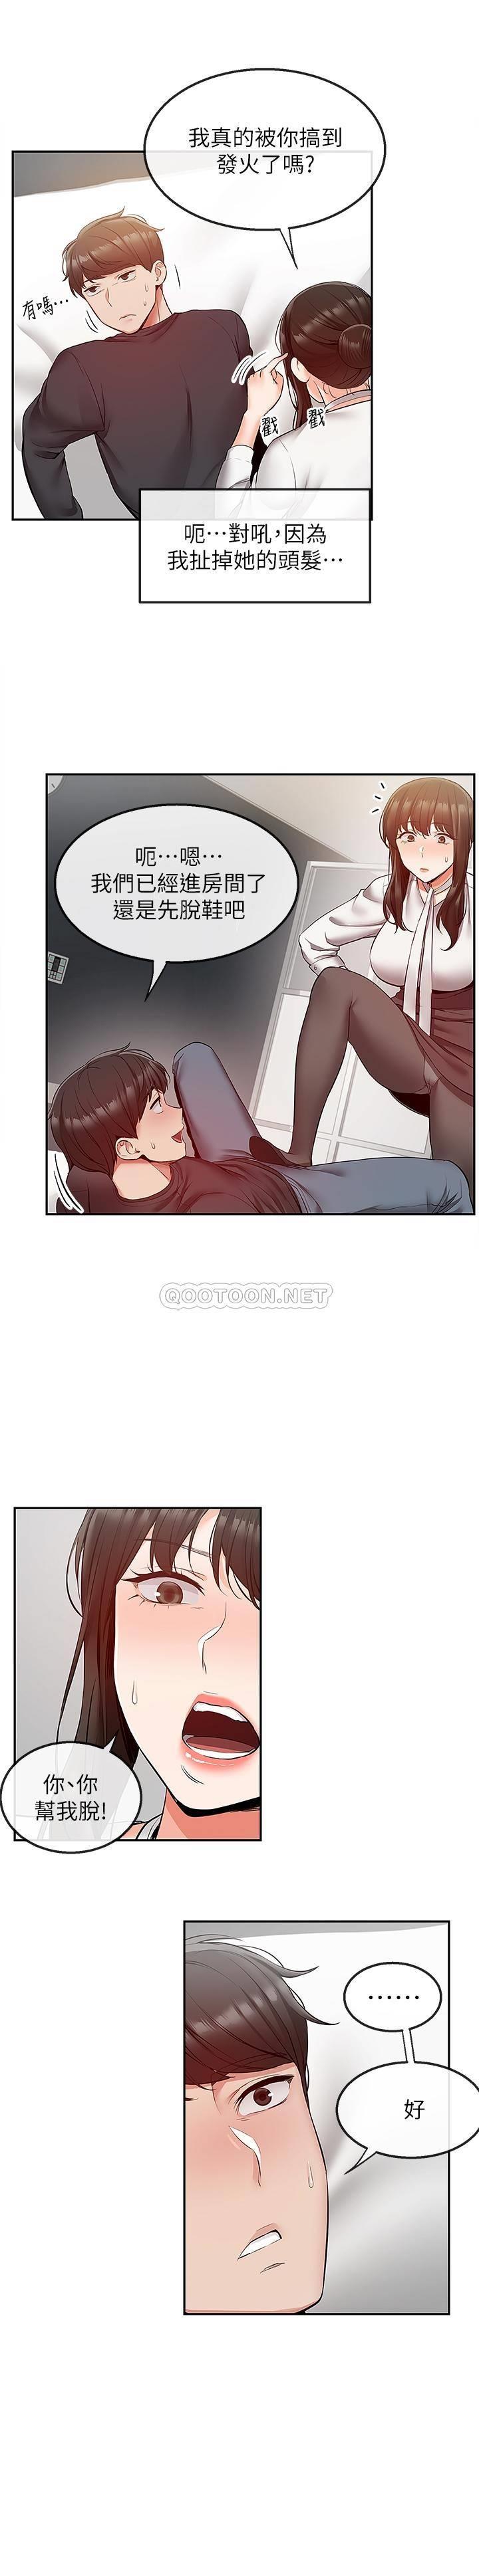 我真的被你搞到
發火了嗎?
有嗎⋯
戳
戳
呃⋯對吼，因為
我扯掉她的頭髮⋯
呃⋯嗯⋯
我們已經進房間了
還是先脫鞋吧
QOOTOON.NET
你、你
幫我脫!
⋯⋯
好